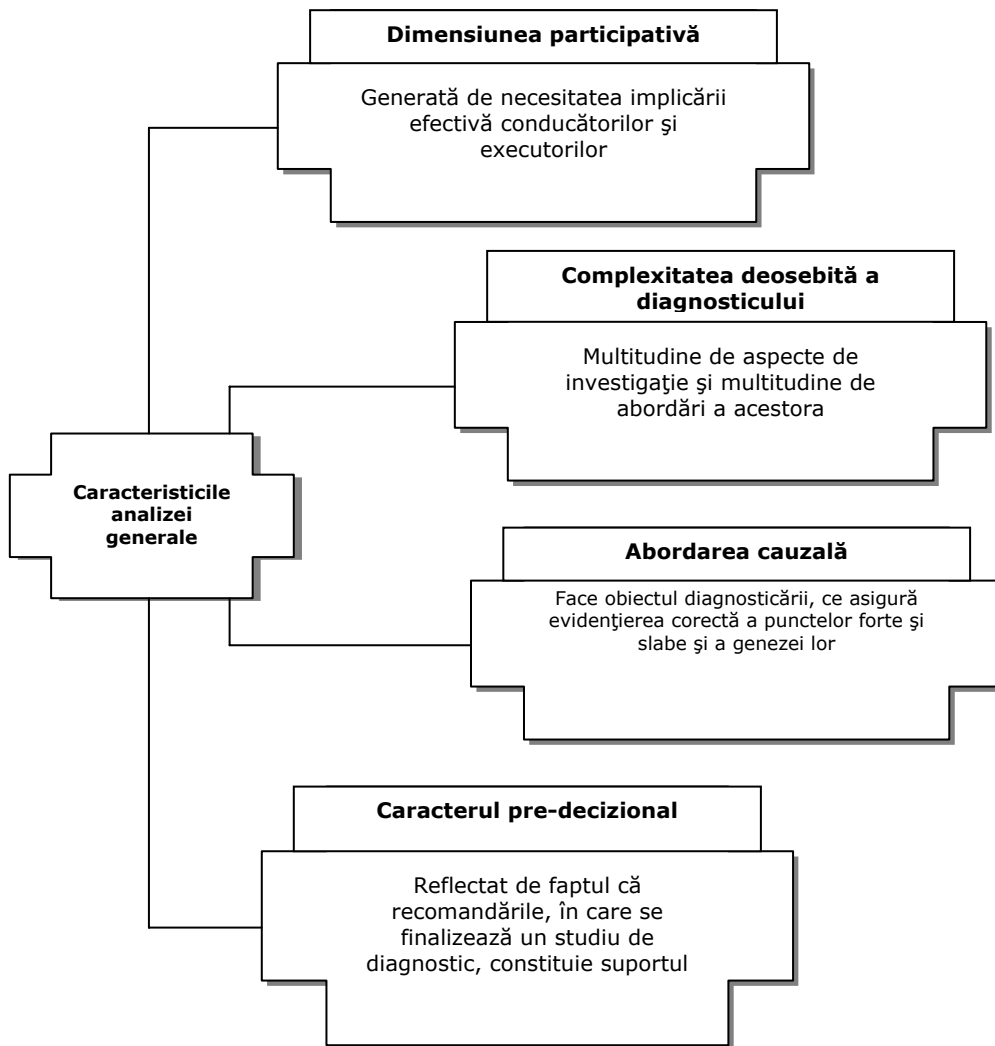 Dimensiunea participativă
Generată de necesitatea implicării
efectivă conducătorilor şi
executorilor
Complexitatea deosebită a
diagnosticului
Multitudine de aspecte de
investigaţie şi multitudine de
abordări a acestora
Caracteristicile
analizei
generale
Abordarea cauzală
Face obiectul diagnosticării, ce asigură
evidenţierea corectă a punctelor forte şi
slabe şi a genezei lor
Caracterul pre-decizional
Reflectat de faptul că
recomandările, în care se
finalizează un studiu de
diagnostic, constituie suportul